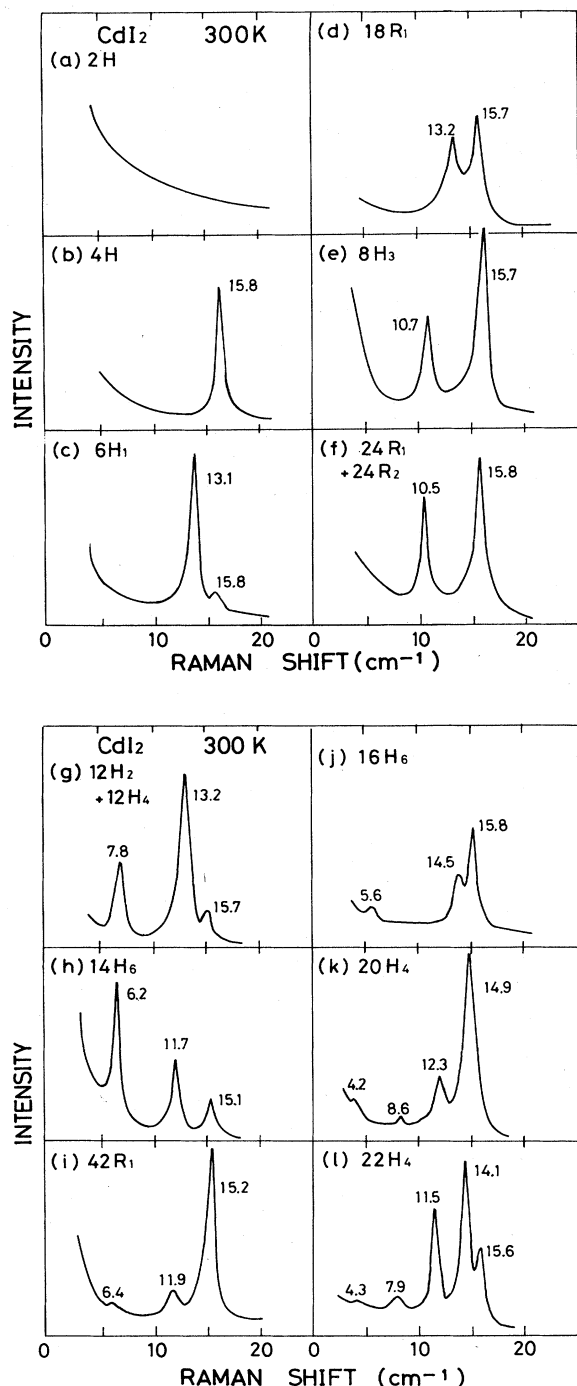 CdI₂ 300K
(a) 2H
(b) 4H
15.8
(c) 6H₁
13.1
15.8
0 10 20
(d) 18R₁
13.2
15.7
(e) 8H₃
10.7
15.7
(f) 24R₁
+24R₂
10.5
15.8
0 10 20
INTENSITY
RAMAN SHIFT (cm⁻¹)
CdI₂ 300 K
(g) 12H₂
+12H₄
7.8
13.2
15.7
(h) 14H₆
6.2
11.7
15.1
(i) 42R₁
6.4
11.9
15.2
0 10 20
(j) 16H₆
5.6
14.5
15.8
(k) 20H₄
4.2
8.6
12.3
14.9
(l) 22H₄
4.3
7.9
11.5
14.1
15.6
0 10 20
INTENSITY
RAMAN SHIFT (cm⁻¹)